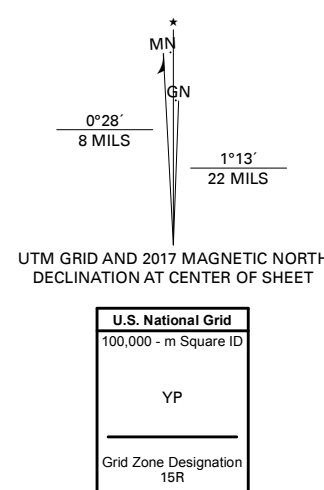 ★
MN
GN
0°28´
8 MILS
1°13´
22 MILS
UTM GRID AND 2017 MAGNETIC NORTH
DECLINATION AT CENTER OF SHEET
U.S. National Grid
100,000 - m Square ID
YP
Grid Zone Designation
15R